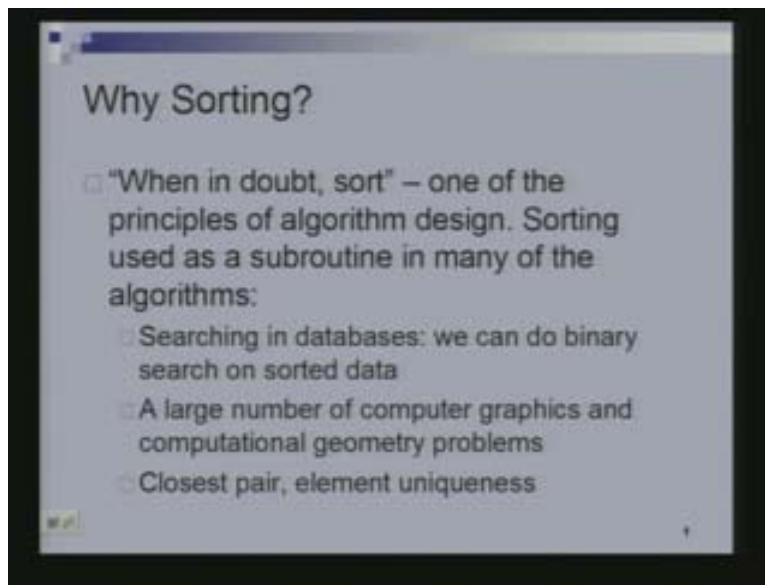 Why Sorting?
“When in doubt, sort” – one of the
principles of algorithm design. Sorting
used as a subroutine in many of the
algorithms:
Searching in databases: we can do binary
search on sorted data
A large number of computer graphics and
computational geometry problems
Closest pair, element uniqueness